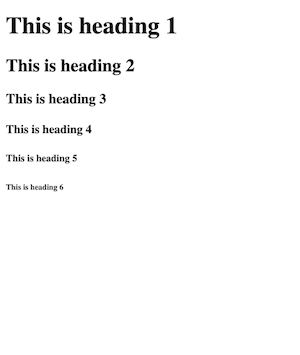 This is heading 1
This is heading 2
This is heading 3
This is heading 4
This is heading 5
This is heading 6